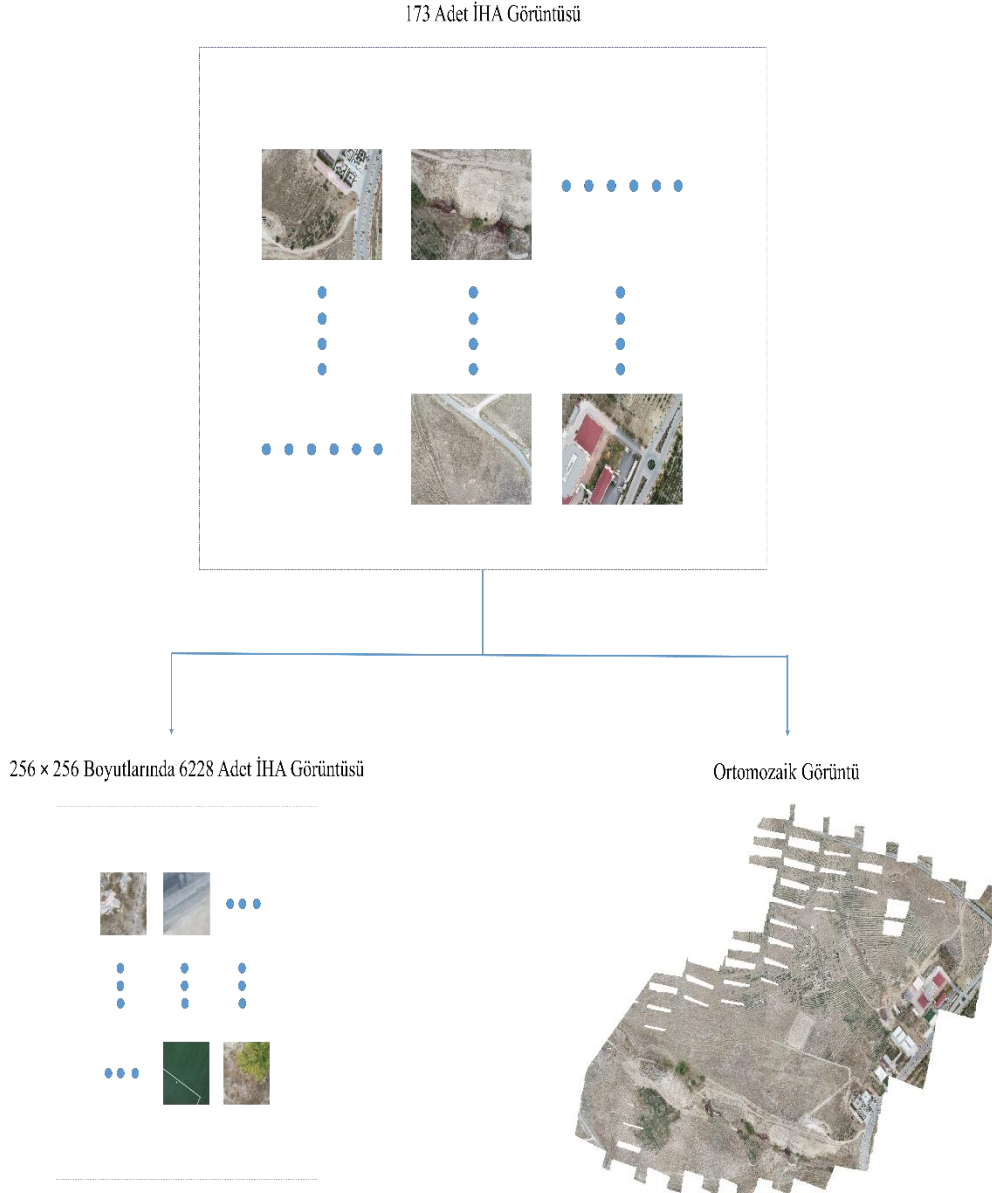 173 Adet İHA Görüntüsü
256 × 256 Boyutlarında 6228 Adet İHA Görüntüsü
Ortomozaik Görüntü